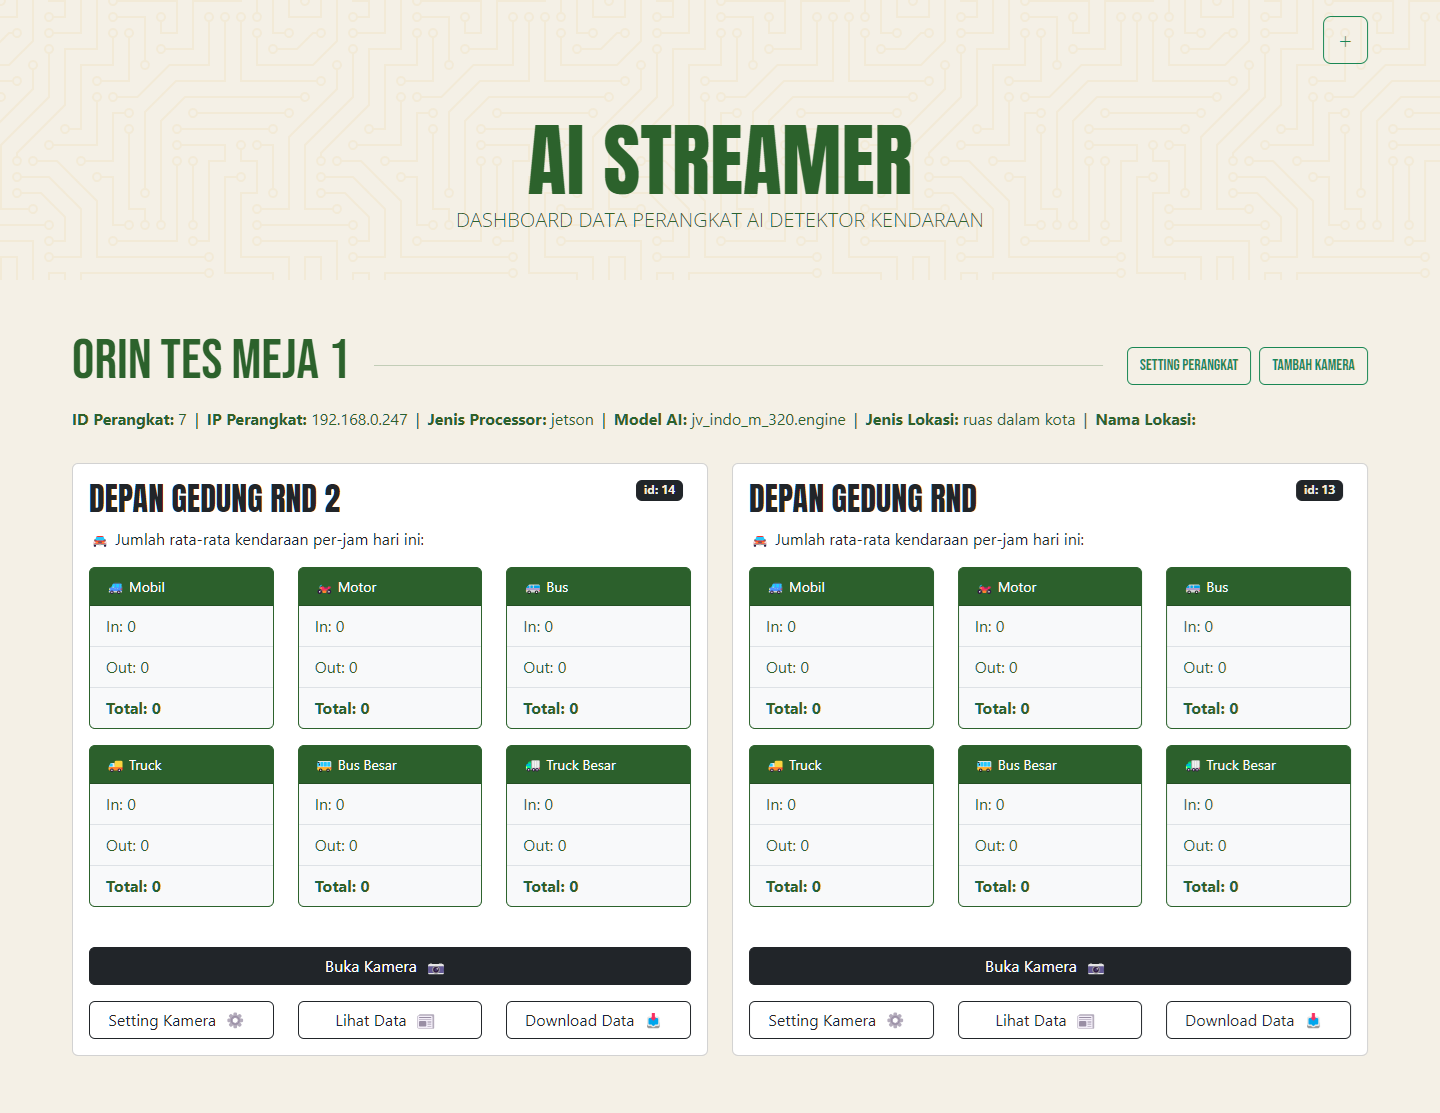 +
AI STREAMER
DASHBOARD DATA PERANGKAT AI DETEKTOR KENDARAAN
ORIN TES MEJA 1
SETTING PERANGKAT
TAMBAH KAMERA
ID Perangkat: 7 | IP Perangkat: 192.168.0.247 | Jenis Processor: jetson | Model AI: jv_indo_m_320.engine | Jenis Lokasi: ruas dalam kota | Nama Lokasi:
DEPAN GEDUNG RND 2
id: 14
Jumlah rata-rata kendaraan per-jam hari ini:
Mobil
In: 0
Out: 0
Total: 0
Motor
In: 0
Out: 0
Total: 0
Bus
In: 0
Out: 0
Total: 0
Truck
In: 0
Out: 0
Total: 0
Bus Besar
In: 0
Out: 0
Total: 0
Truck Besar
In: 0
Out: 0
Total: 0
Buka Kamera
Setting Kamera
Lihat Data
Download Data
DEPAN GEDUNG RND
id: 13
Jumlah rata-rata kendaraan per-jam hari ini:
Mobil
In: 0
Out: 0
Total: 0
Motor
In: 0
Out: 0
Total: 0
Bus
In: 0
Out: 0
Total: 0
Truck
In: 0
Out: 0
Total: 0
Bus Besar
In: 0
Out: 0
Total: 0
Truck Besar
In: 0
Out: 0
Total: 0
Buka Kamera
Setting Kamera
Lihat Data
Download Data